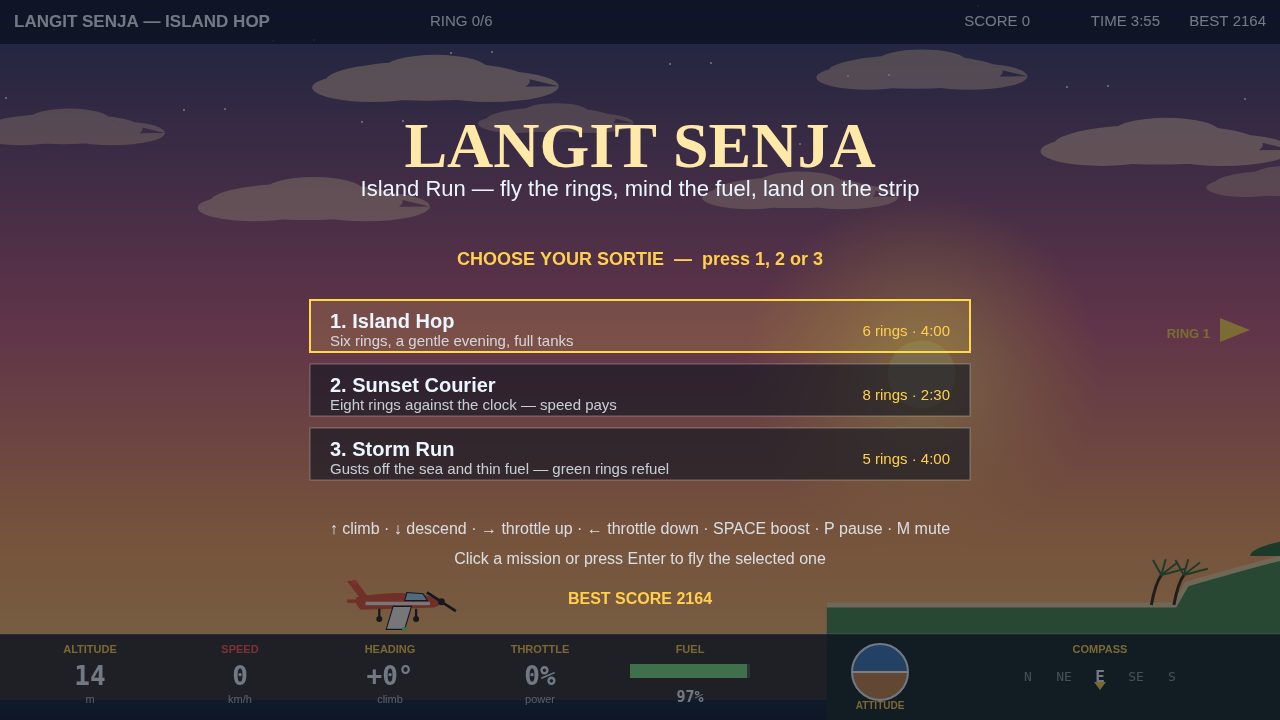 LANGIT SENJA — ISLAND HOP RING 0/6 SCORE 0 TIME 3:55 BEST 2164
LANGIT SENJA
Island Run — fly the rings, mind the fuel, land on the strip
CHOOSE YOUR SORTIE — press 1, 2 or 3
1. Island Hop
Six rings, a gentle evening, full tanks
6 rings · 4:00
RING 1
2. Sunset Courier
Eight rings against the clock — speed pays
8 rings · 2:30
3. Storm Run
Gusts off the sea and thin fuel — green rings refuel
5 rings · 4:00
↑ climb · ↓ descend · → throttle up · ← throttle down · SPACE boost · P pause · M mute
Click a mission or press Enter to fly the selected one
BEST SCORE 2164
ALTITUDE SPEED HEADING THROTTLE FUEL COMPASS
14 0 +0° 0% 97% N NE E SE S
m km/h climb power ATTITUDE